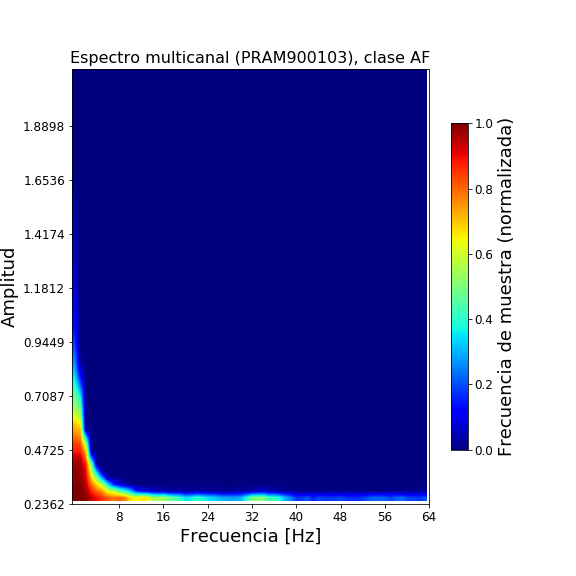 Espectro multicanal (PRAM900103), clase AF
Amplitud
1.8898
1.6536
1.4174
1.1812
0.9449
0.7087
0.4725
0.2362
8 16 24 32 40 48 56 64
Frecuencia [Hz]
1.0
0.8
0.6
0.4
0.2
0.0
Frecuencia de muestra (normalizada)